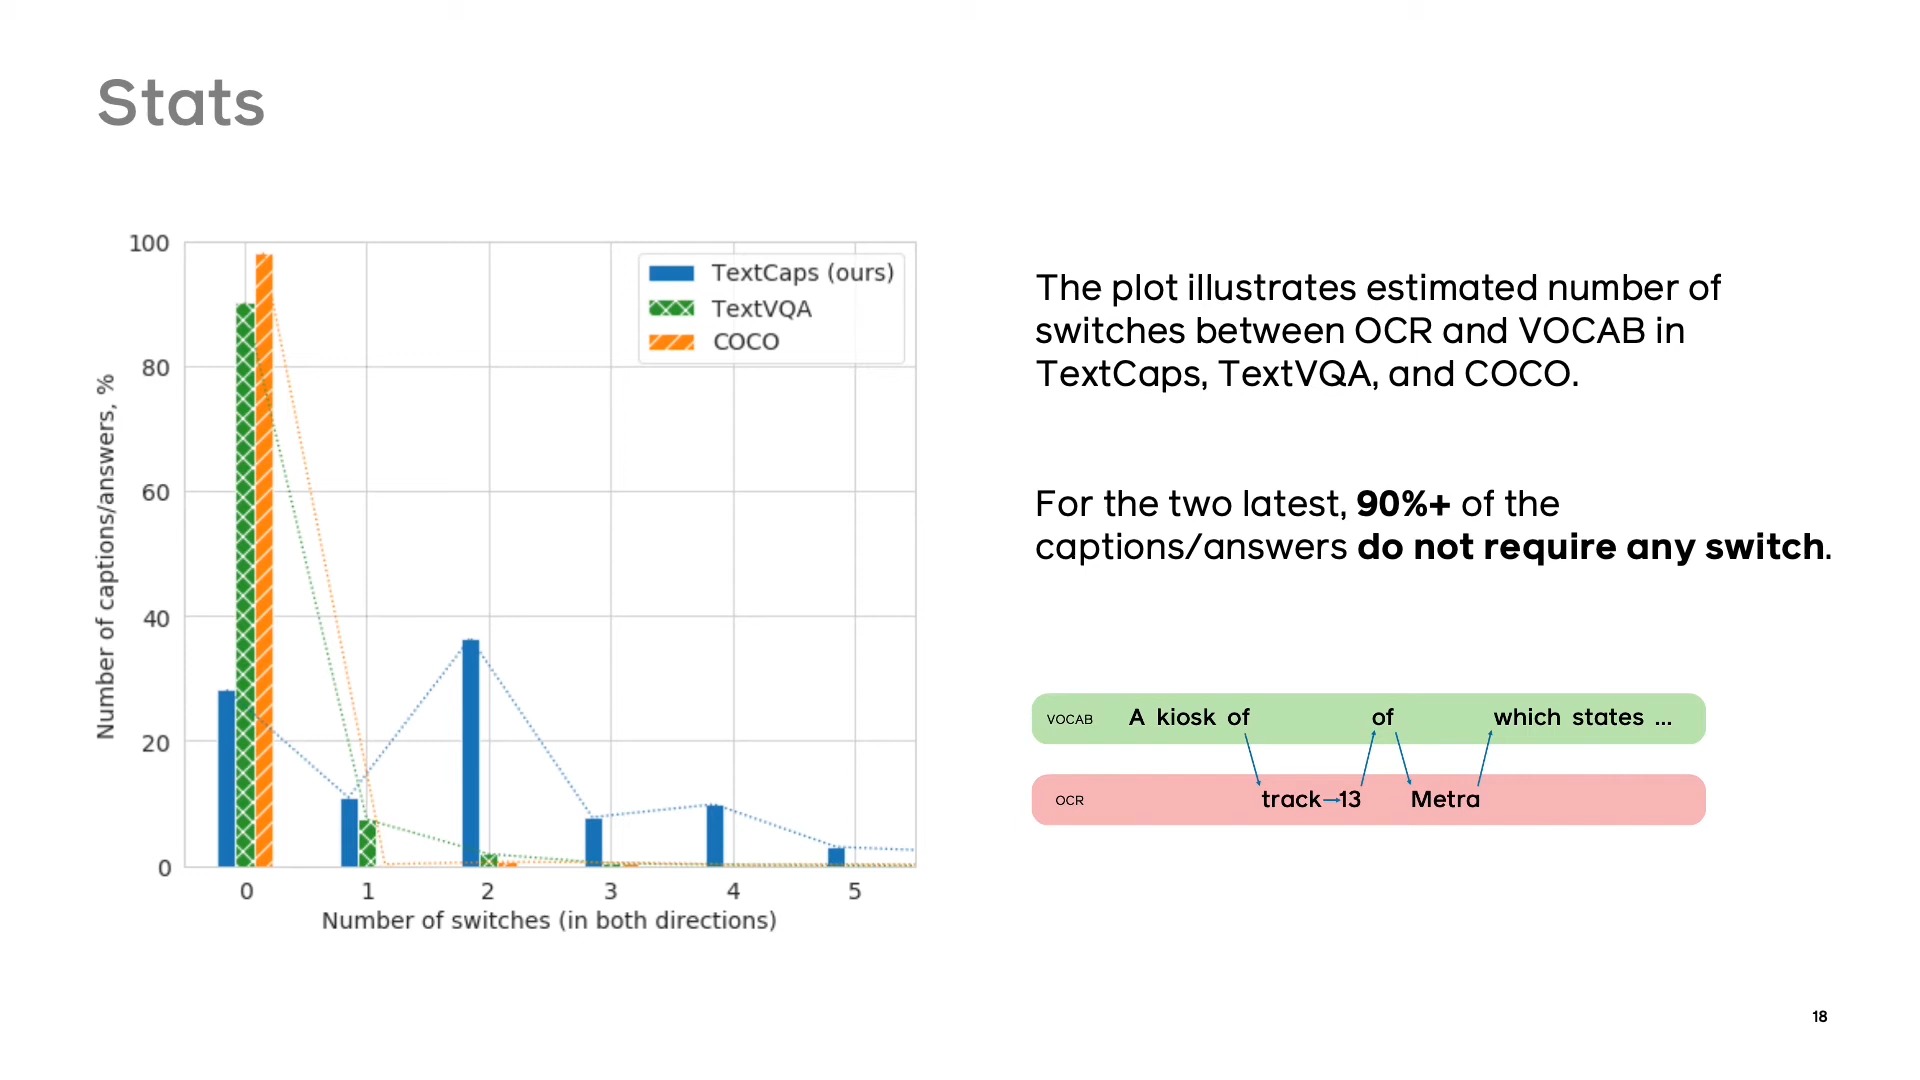 Stats
100
80
60
40
20
0
Number of captions/answers, %
TextCaps (ours)
TextVQA
COCO
0 1 2 3 4 5
Number of switches (in both directions)
The plot illustrates estimated number of
switches between OCR and VOCAB in
TextCaps, TextVQA, and COCO.
For the two latest, 90%+ of the
captions/answers do not require any switch.
VOCAB A kiosk of of which states ...
OCR track 13 Metra
18